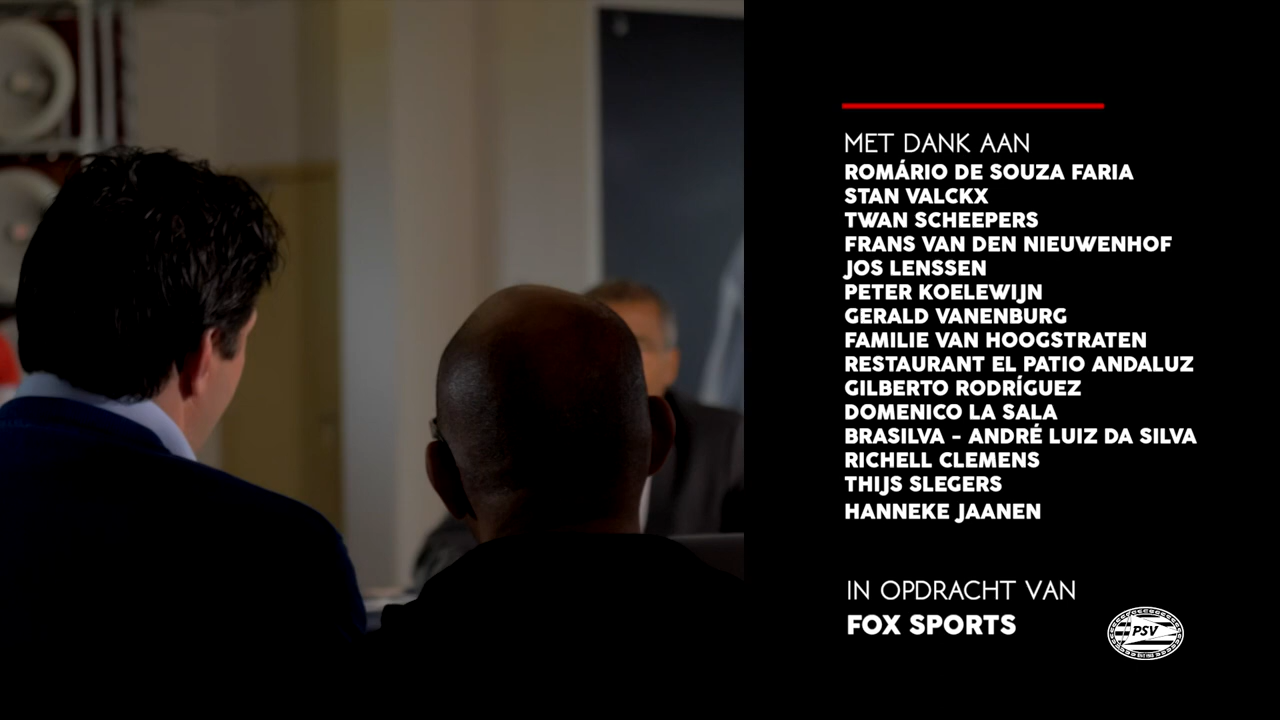 MET DANK AAN
ROMÁRIO DE SOUZA FARIA
STAN VALCKX
TWAN SCHEEPERS
FRANS VAN DEN NIEUWENHOF
JOS LENSSEN
PETER KOELEWIJN
GERALD VANENBURG
FAMILIE VAN HOOGSTRATEN
RESTAURANT EL PATIO ANDALUZ
GILBERTO RODRÍGUEZ
DOMENICO LA SALA
BRASILVA - ANDRÉ LUIZ DA SILVA
RICHELL CLEMENS
THIJS SLEGERS
HANNEKE JAANEN
IN OPDRACHT VAN
FOX SPORTS
PSV